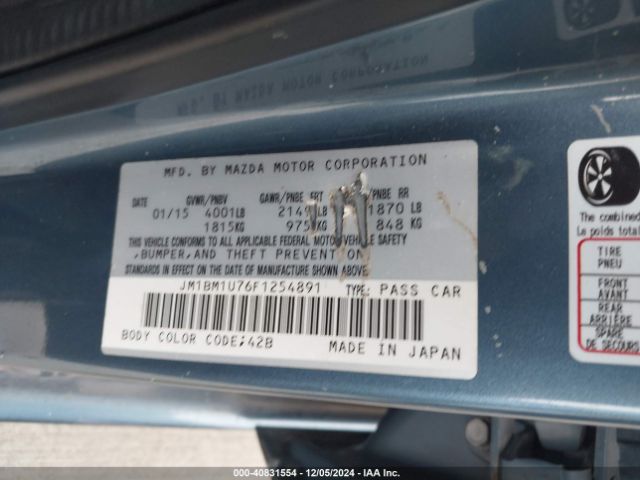 MFG. BY MAZDA MOTOR CORPORATION
DATE GVWR/PNBV GAWR/PNBE FRT /PNBE RR
01/15 4001LB LB 1870 LB
1815KG 975KG 848 KG
THIS VEHICLE CONFORMS TO ALL APPLICABLE FEDERAL MOTOR VEHICLE SAFETY
,BUMPER,AND THEFT PREVENTION
STANDARDS IN EFFECT ON THE DATE OF MANUFACTURE SHOWN ABOVE
JM1BM1U76F1254891 TYPE: PASS CAR
BODY COLOR CODE:42B MADE IN JAPAN
The combined
Le poids total
TIRE
PNEU
FRONT
AVANT
REAR
ARRIERE
SPARE
DE SECOURS
000-40831554 > 12/05/2024 - IAA Inc.